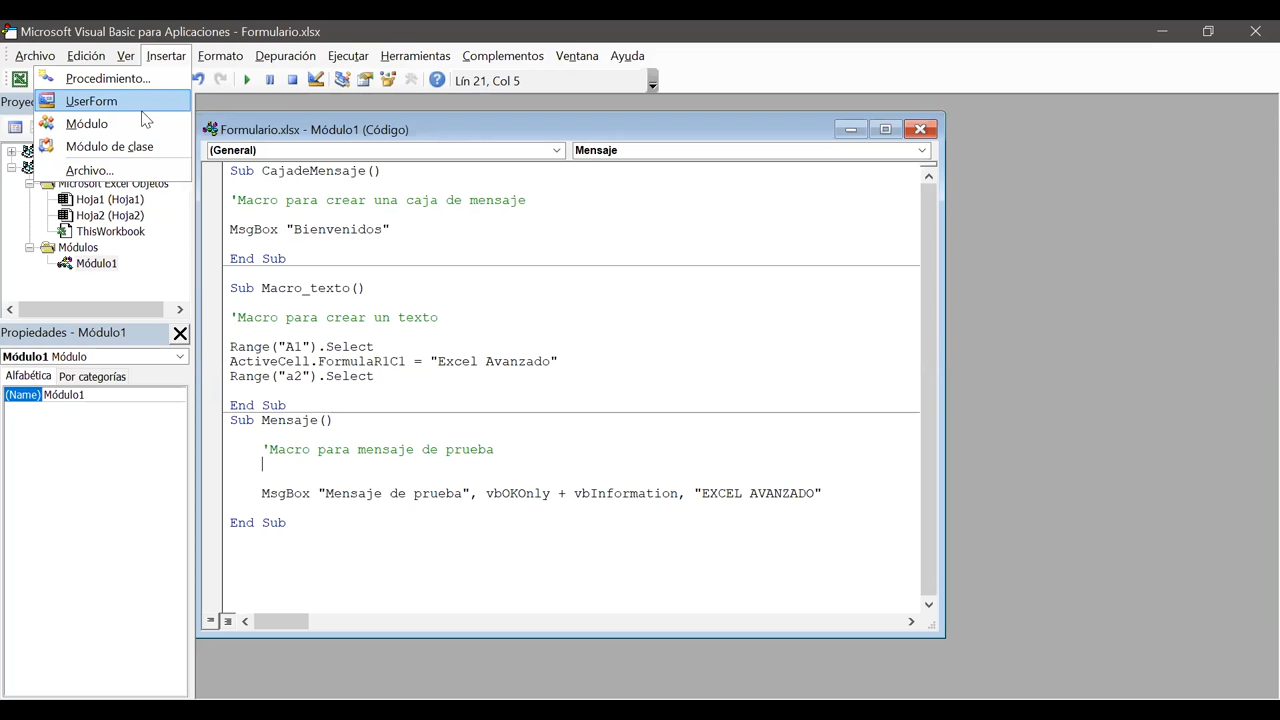 Microsoft Visual Basic para Aplicaciones - Formulario.xlsx
Archivo Edición Ver Insertar Formato Depuración Ejecutar Herramientas Complementos Ventana Ayuda
Lín 21, Col 5
Procedimiento...
UserForm
Módulo
Módulo de clase
Archivo...
Proyec
Microsoft Excel Objetos
Hoja1 (Hoja1)
Hoja2 (Hoja2)
ThisWorkbook
Módulos
Módulo1
Propiedades - Módulo1
Módulo1 Módulo
Alfabética Por categorías
(Name) Módulo1
Formulario.xlsx - Módulo1 (Código)
(General) Mensaje
Sub CajadeMensaje()
'Macro para crear una caja de mensaje
MsgBox "Bienvenidos"
End Sub
Sub Macro_texto()
'Macro para crear un texto
Range("A1").Select
ActiveCell.FormulaR1C1 = "Excel Avanzado"
Range("a2").Select
End Sub
Sub Mensaje()
'Macro para mensaje de prueba
MsgBox "Mensaje de prueba", vbOKOnly + vbInformation, "EXCEL AVANZADO"
End Sub